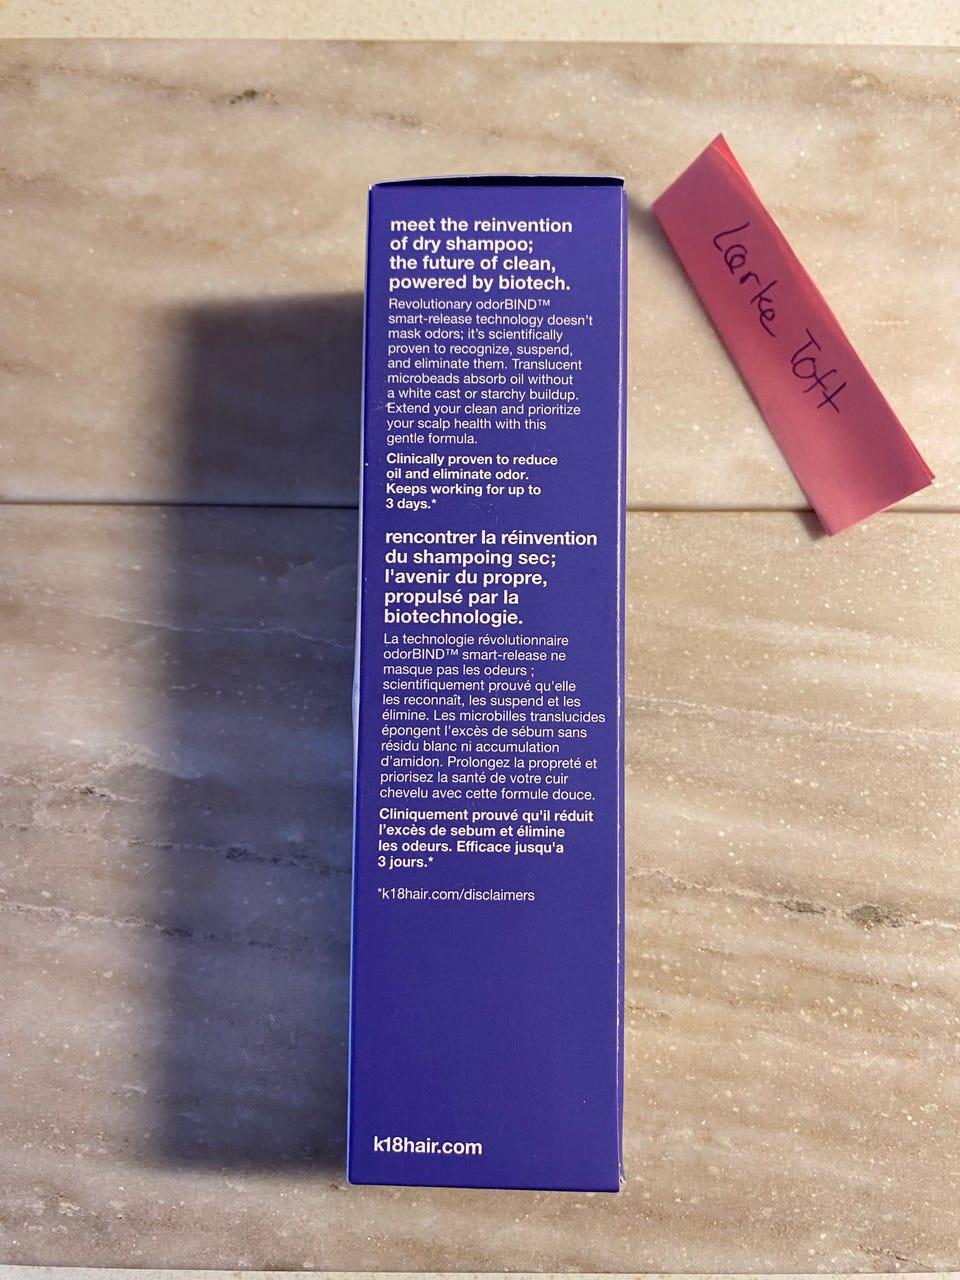 meet the reinvention
of dry shampoo;
the future of clean,
powered by biotech.
Revolutionary odorBIND™
smart-release technology doesn't
mask odors; it's scientifically
proven to recognize, suspend,
and eliminate them. Translucent
microbeads absorb oil without
a white cast or starchy buildup.
Extend your clean and prioritize
your scalp health with this
gentle formula.
Clinically proven to reduce
oil and eliminate odor.
Keeps working for up to
3 days.*
rencontrer la réinvention
du shampoing sec;
l'avenir du propre,
propulsé par la
biotechnologie.
La technologie révolutionnaire
odorBIND™ smart-release ne
masque pas les odeurs ;
scientifiquement prouvé qu'elle
les reconnaît, les suspend et les
élimine. Les microbilles translucides
épongent l'excès de sébum sans
résidu blanc ni accumulation
d'amidon. Prolongez la propreté et
priorisez la santé de votre cuir
chevelu avec cette formule douce.
Cliniquement prouvé qu'il réduit
l'excès de sebum et élimine
les odeurs. Efficace jusqu'a
3 jours.*
*k18hair.com/disclaimers
k18hair.com
Lærke Toft